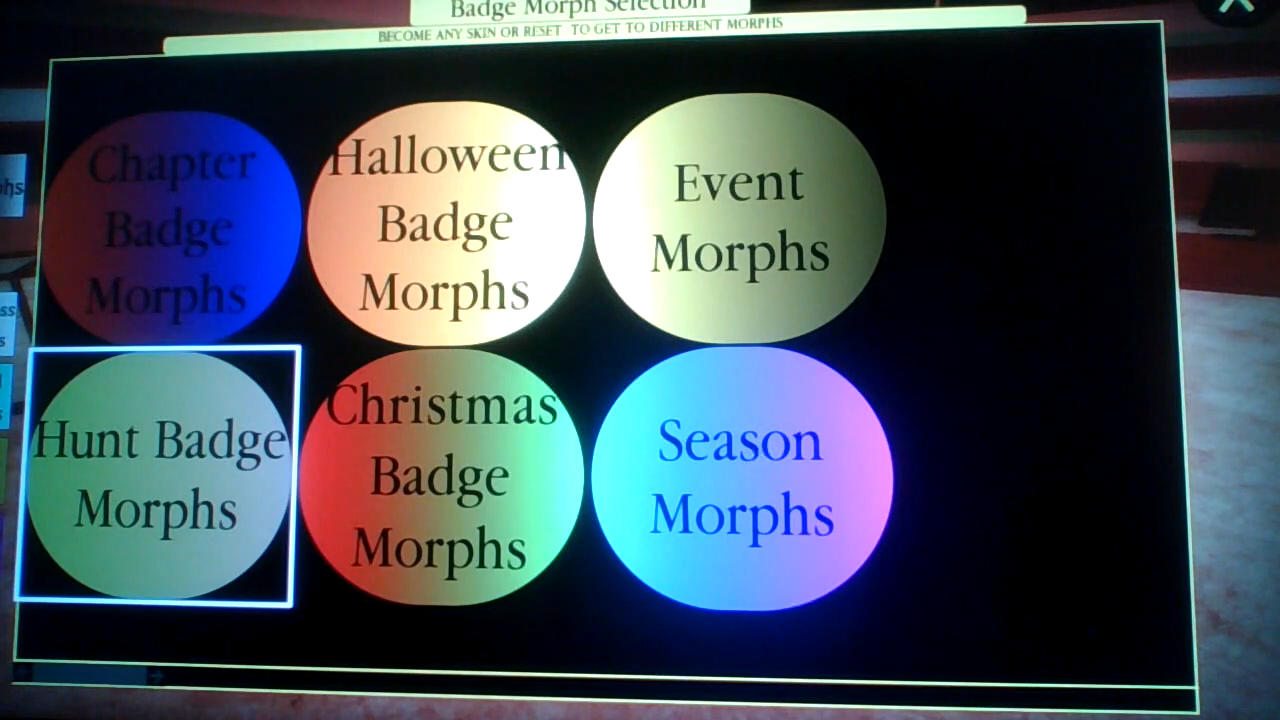 Badge Morph Selection
BECOME ANY SKIN OR RESET TO GET TO DIFFERENT MORPHS
Chapter
Badge
Morphs
Halloween
Badge
Morphs
Event
Morphs
Hunt Badge
Morphs
Christmas
Badge
Morphs
Season
Morphs